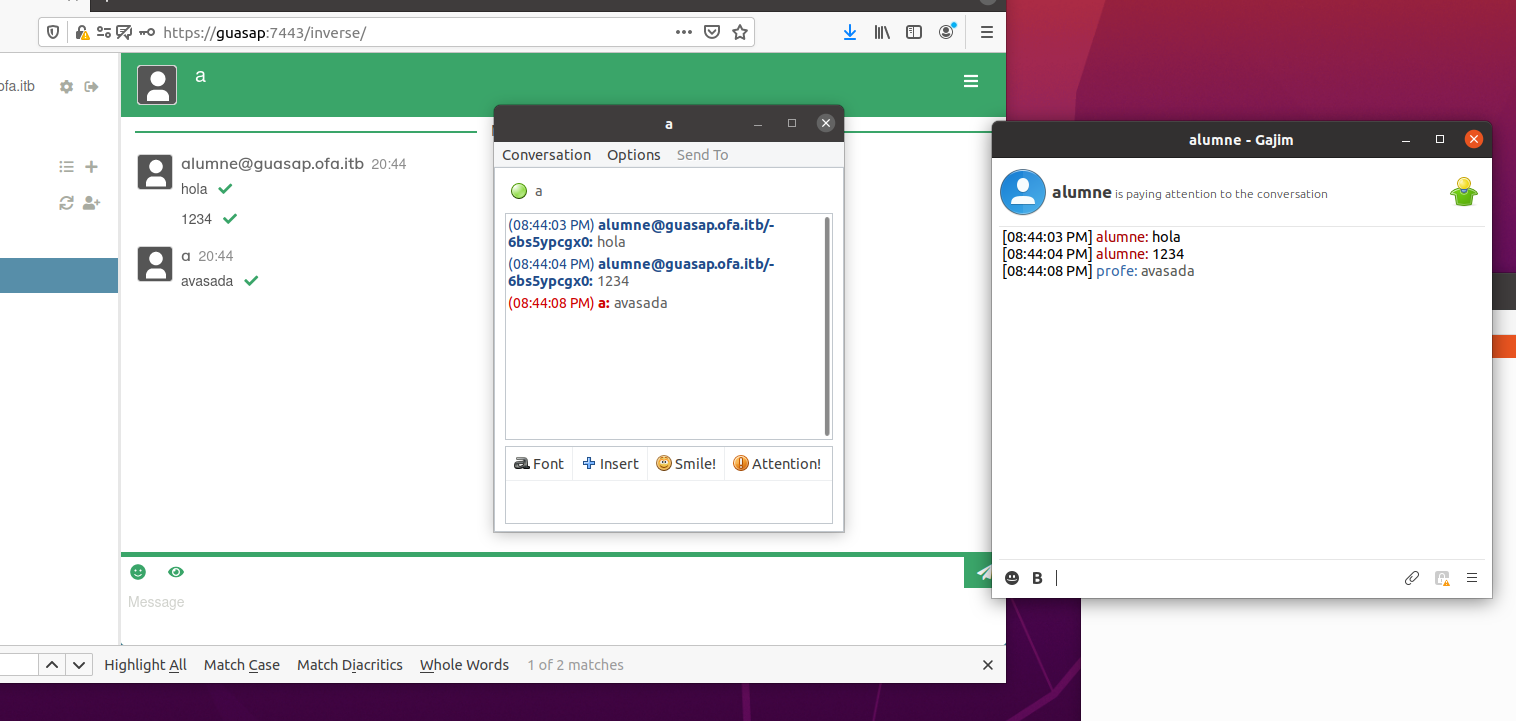 https://guasap:7443/inverse/
ofa.itb
a
alumne@guasap.ofa.itb 20:44
hola
1234
a 20:44
avasada
Message
Highlight All Match Case Match Diacritics Whole Words 1 of 2 matches
a
Conversation Options Send To
a
(08:44:03 PM) alumne@guasap.ofa.itb/-
6bs5ypcgx0: hola
(08:44:04 PM) alumne@guasap.ofa.itb/-
6bs5ypcgx0: 1234
(08:44:08 PM) a: avasada
Font Insert Smile! Attention!
alumne - Gajim
alumne is paying attention to the conversation
[08:44:03 PM] alumne: hola
[08:44:04 PM] alumne: 1234
[08:44:08 PM] profe: avasada
B